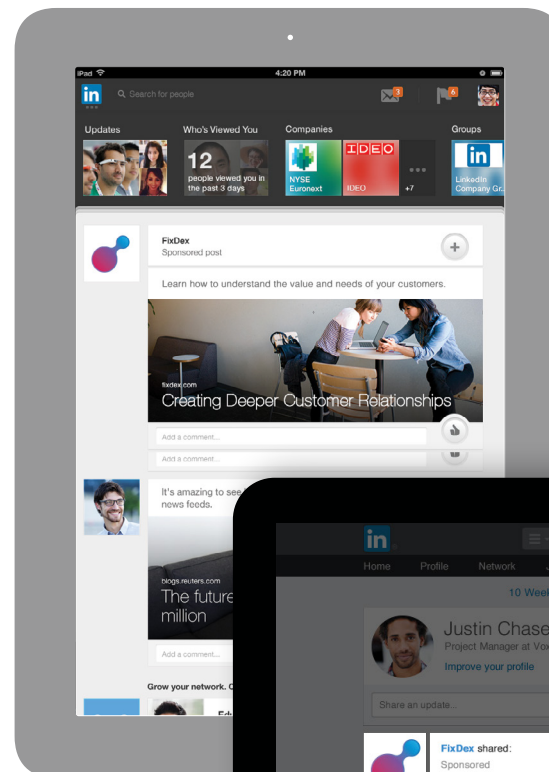 iPad
4:20 PM
in
Search for people
3
6
Updates
Who's Viewed You
Companies
Groups
12
people viewed you in
the past 3 days
NYSE
Euronext
IDEO
IDEO
+7
in
LinkedIn
Company Gr..
FixDex
Sponsored post
Learn how to understand the value and needs of your customers.
fixdex.com
Creating Deeper Customer Relationships
Add a comment...
Add a comment...
It's amazing to see
news feeds.
blogs.reuters.com
The future
million
Add a comment...
Grow your network.
in
Home
Profile
Network
10 Week
Justin Chase
Project Manager at Vox
Improve your profile
Share an update...
FixDex shared:
Sponsored